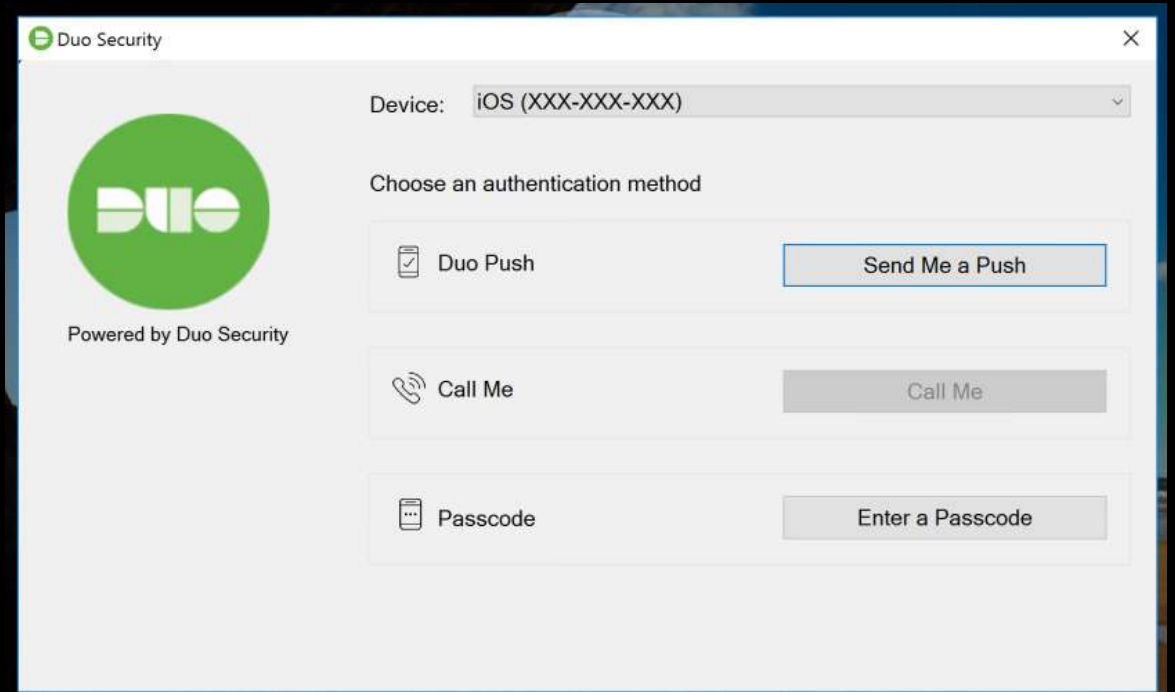 Duo Security
Device: iOS (XXX-XXX-XXX)
DUO
Powered by Duo Security
Choose an authentication method
Duo Push Send Me a Push
Call Me Call Me
Passcode Enter a Passcode